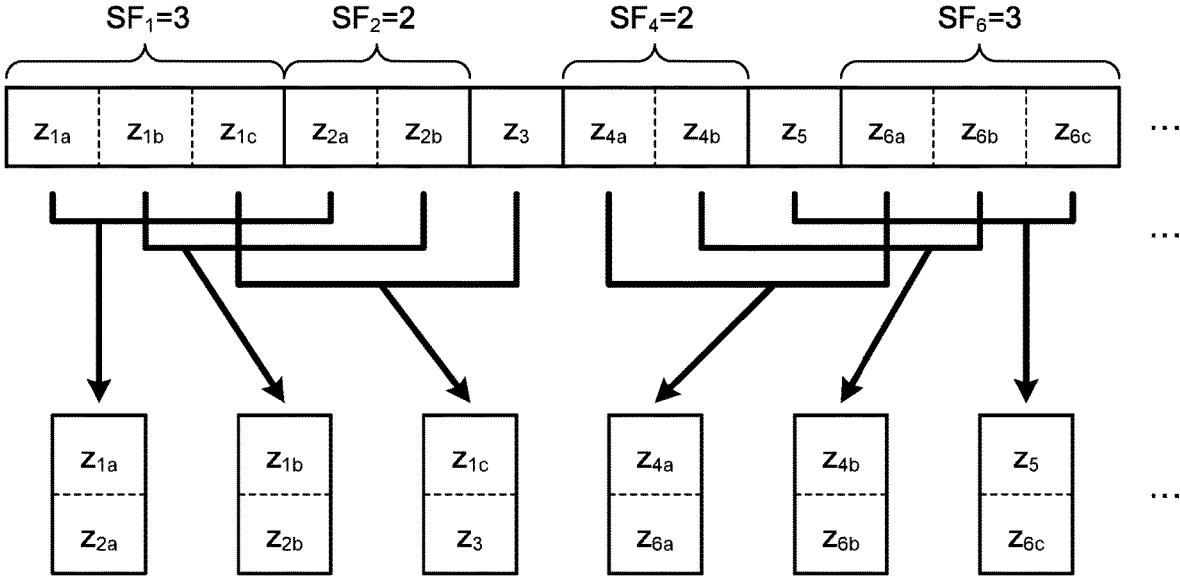 SF₁=3 SF₂=2 SF₄=2 SF₆=3
z₁ₐ z₁b z₁c z₂ₐ z₂b z₃ z₄ₐ z₄b z₅ z₆ₐ z₆b z₆c ...
...
z₁ₐ z₁b z₁c z₄ₐ z₄b z₅
...
z₂ₐ z₂b z₃ z₆ₐ z₆b z₆c